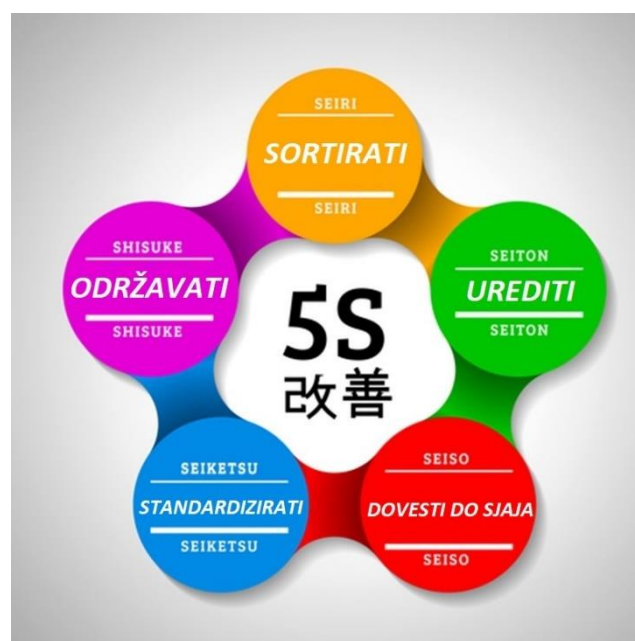 SEIRI
SORTIRATI
SEIRI
SEITON
UREDITI
SEITON
SEISO
DOVESTI DO SJAJA
SEISO
SEIKETSU
STANDARDIZIRATI
SEIKETSU
SHISUKE
ODRŽAVATI
SHISUKE
5S
改善